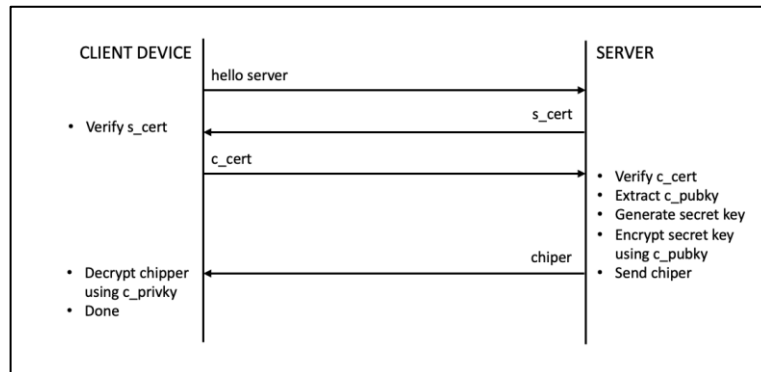 CLIENT DEVICE
SERVER
hello server
s_cert
• Verify s_cert
c_cert
• Verify c_cert
• Extract c_pubky
• Generate secret key
• Encrypt secret key
using c_pubky
• Send chiper
chiper
• Decrypt chipper
using c_privky
• Done